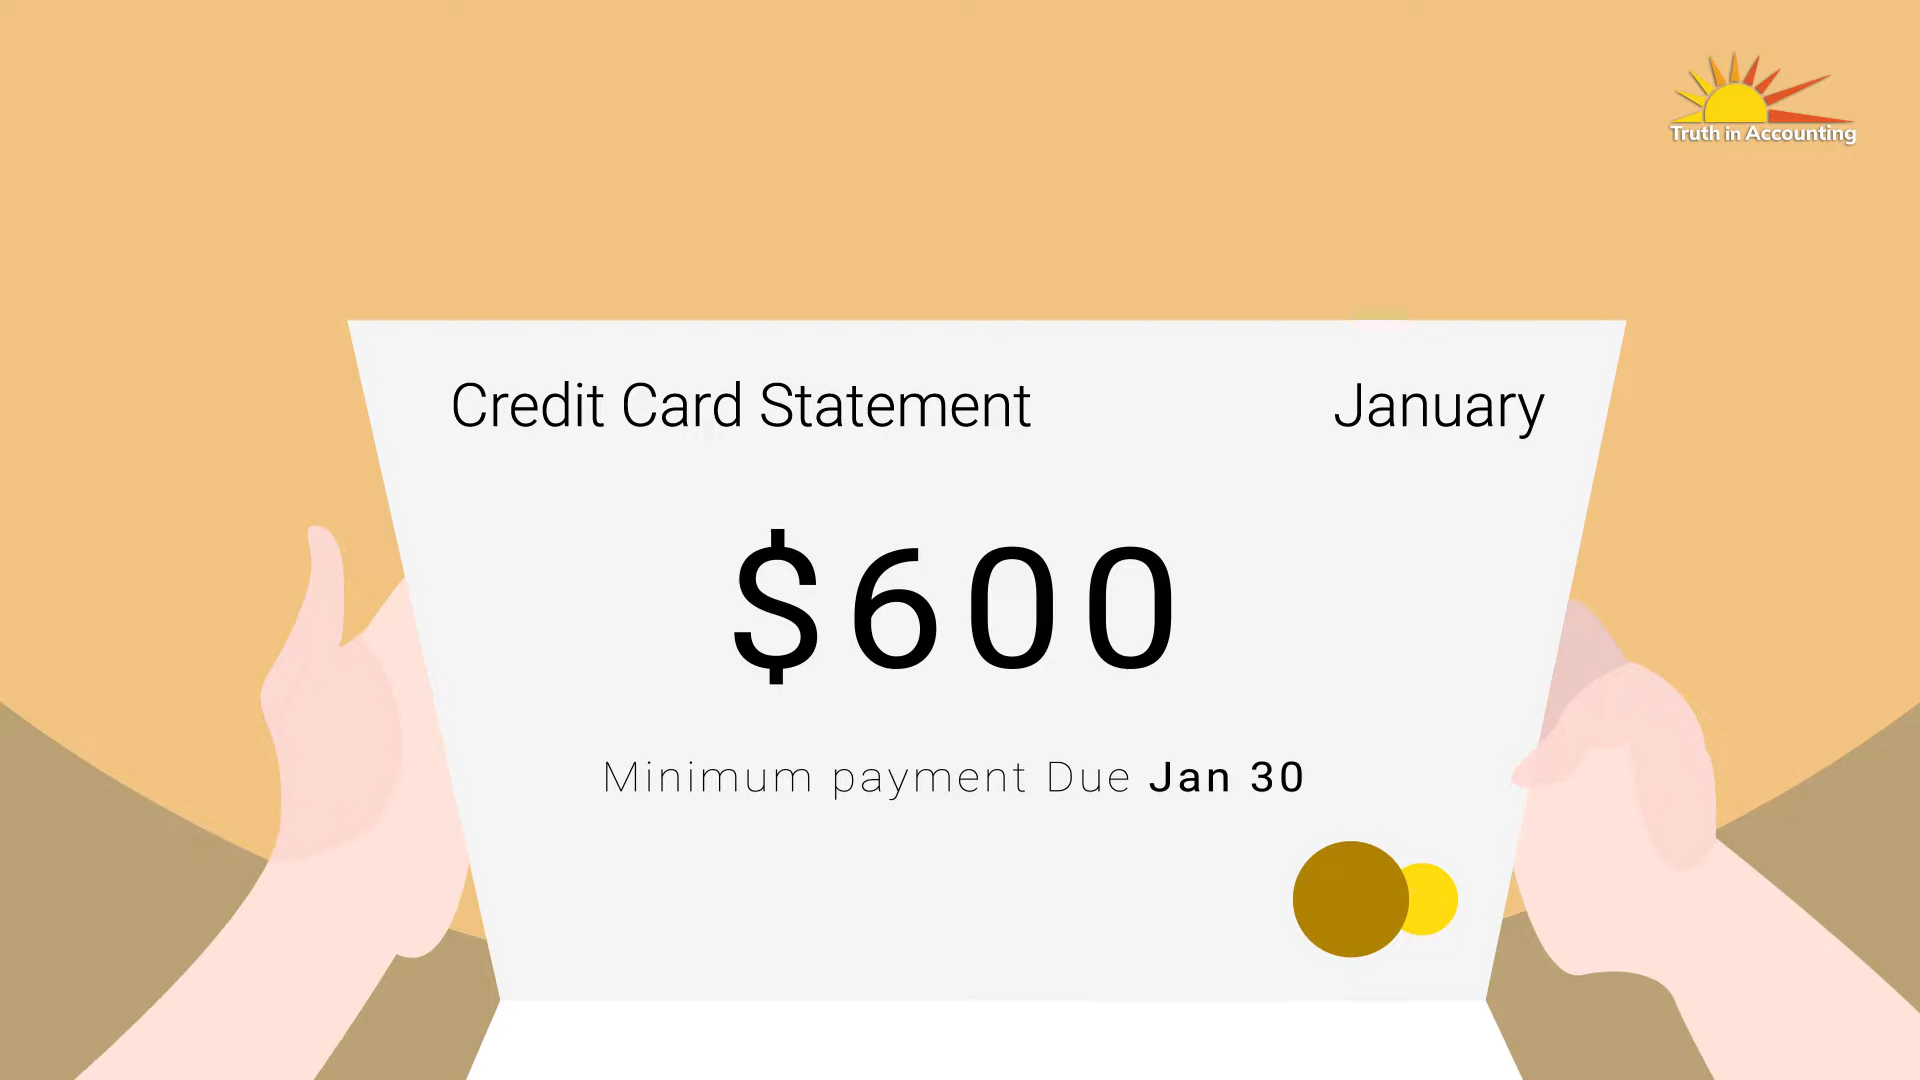 Truth in Accounting
Credit Card Statement January
$600
Minimum payment Due Jan 30